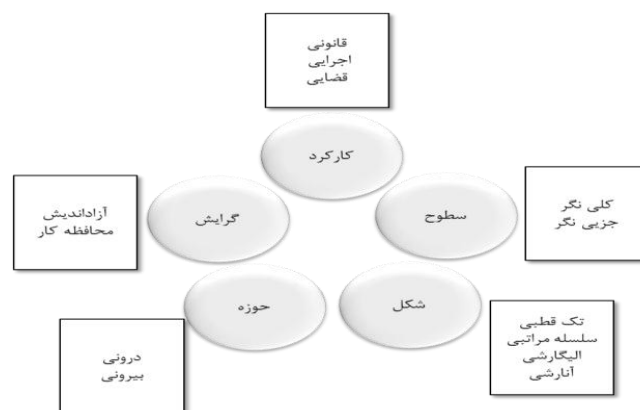 قانونی
اجرایی
قضایی
کارکرد
کلی نگر
جزیی نگر
سطوح
آزاداندیش
محافظه کار
گرایش
تک قطبی
سلسله مراتبی
الیگارشی
آنارشی
شکل
حوزه
درونی
بیرونی